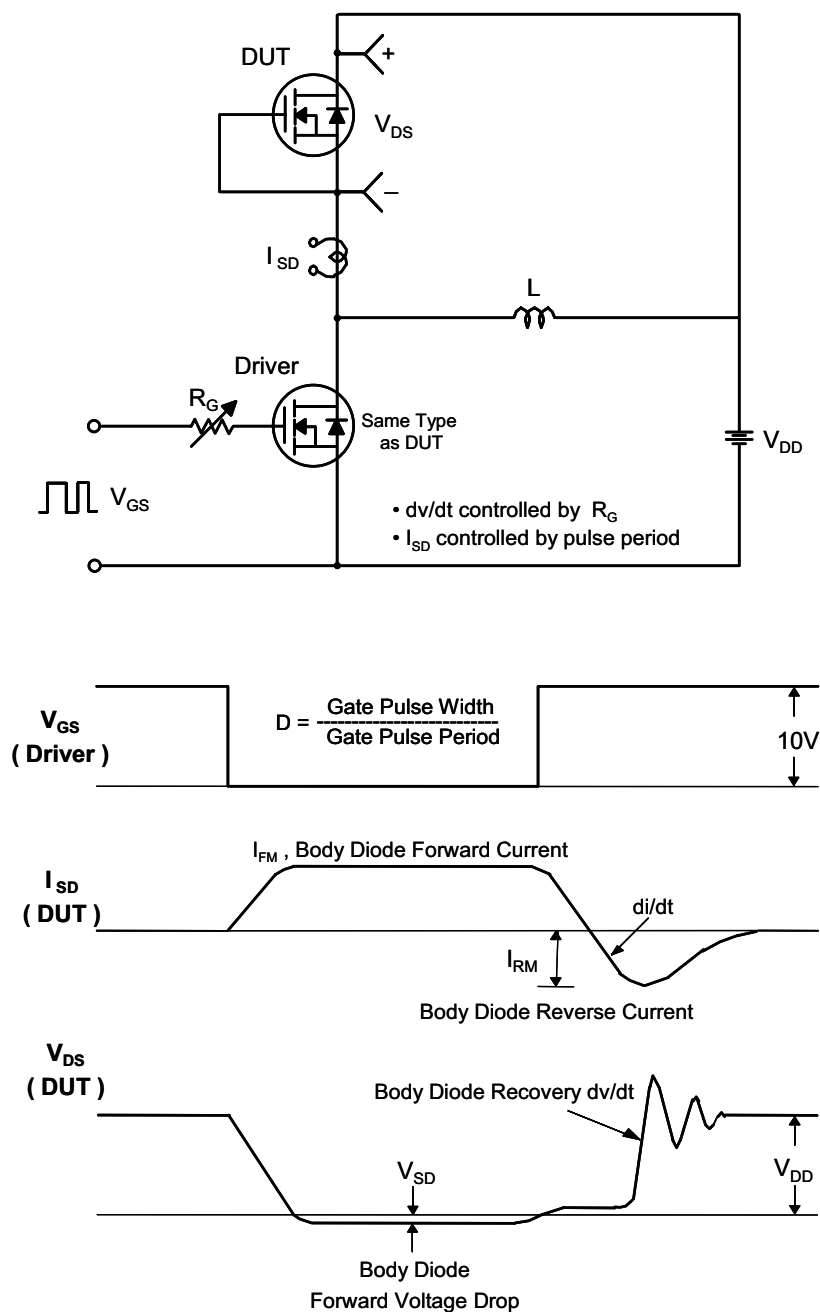 DUT
+
V_DS
–
I_SD
L
Driver
R_G
Same Type
as DUT
V_DD
V_GS
• dv/dt controlled by R_G
• I_SD controlled by pulse period
V_GS
( Driver )
D = Gate Pulse Width
Gate Pulse Period
10V
I_FM , Body Diode Forward Current
I_SD
( DUT )
di/dt
I_RM
Body Diode Reverse Current
V_DS
( DUT )
Body Diode Recovery dv/dt
V_SD
V_DD
Body Diode
Forward Voltage Drop